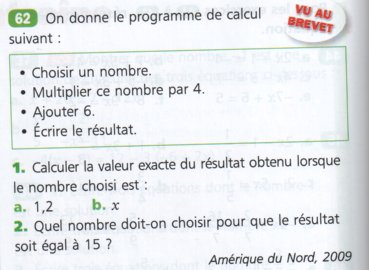 62 On donne le programme de calcul
VU AU
BREVET
suivant :
• Choisir un nombre.
• Multiplier ce nombre par 4.
• Ajouter 6.
• Écrire le résultat.
1. Calculer la valeur exacte du résultat obtenu lorsque
le nombre choisi est :
a. 1,2 b. x
2. Quel nombre doit-on choisir pour que le résultat
soit égal à 15 ?
Amérique du Nord, 2009